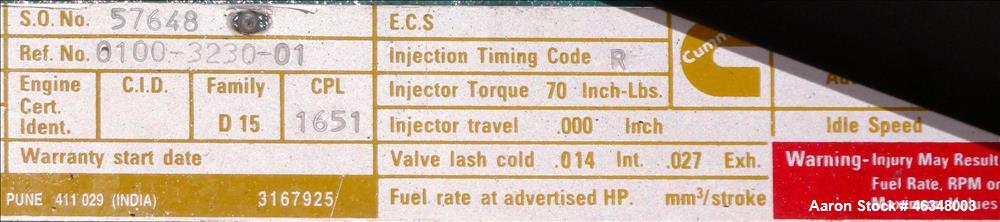 S.O. No. 57648
Ref. No. 0100-3230-01
Engine Cert. Ident.
C.I.D.
Family D 15
CPL 1651
Warranty start date
PUNE 411 029 (INDIA) 3167925
E.C.S
Injection Timing Code R
Injector Torque 70 Inch-Lbs.
Injector travel .000 Inch
Valve lash cold .014 Int. .027 Exh.
Fuel rate at advertised HP. mm³/stroke
Cumm
Idle Speed
Warning-Injury May Result
Fuel Rate, RPM or
Aaron Stock # 46348003